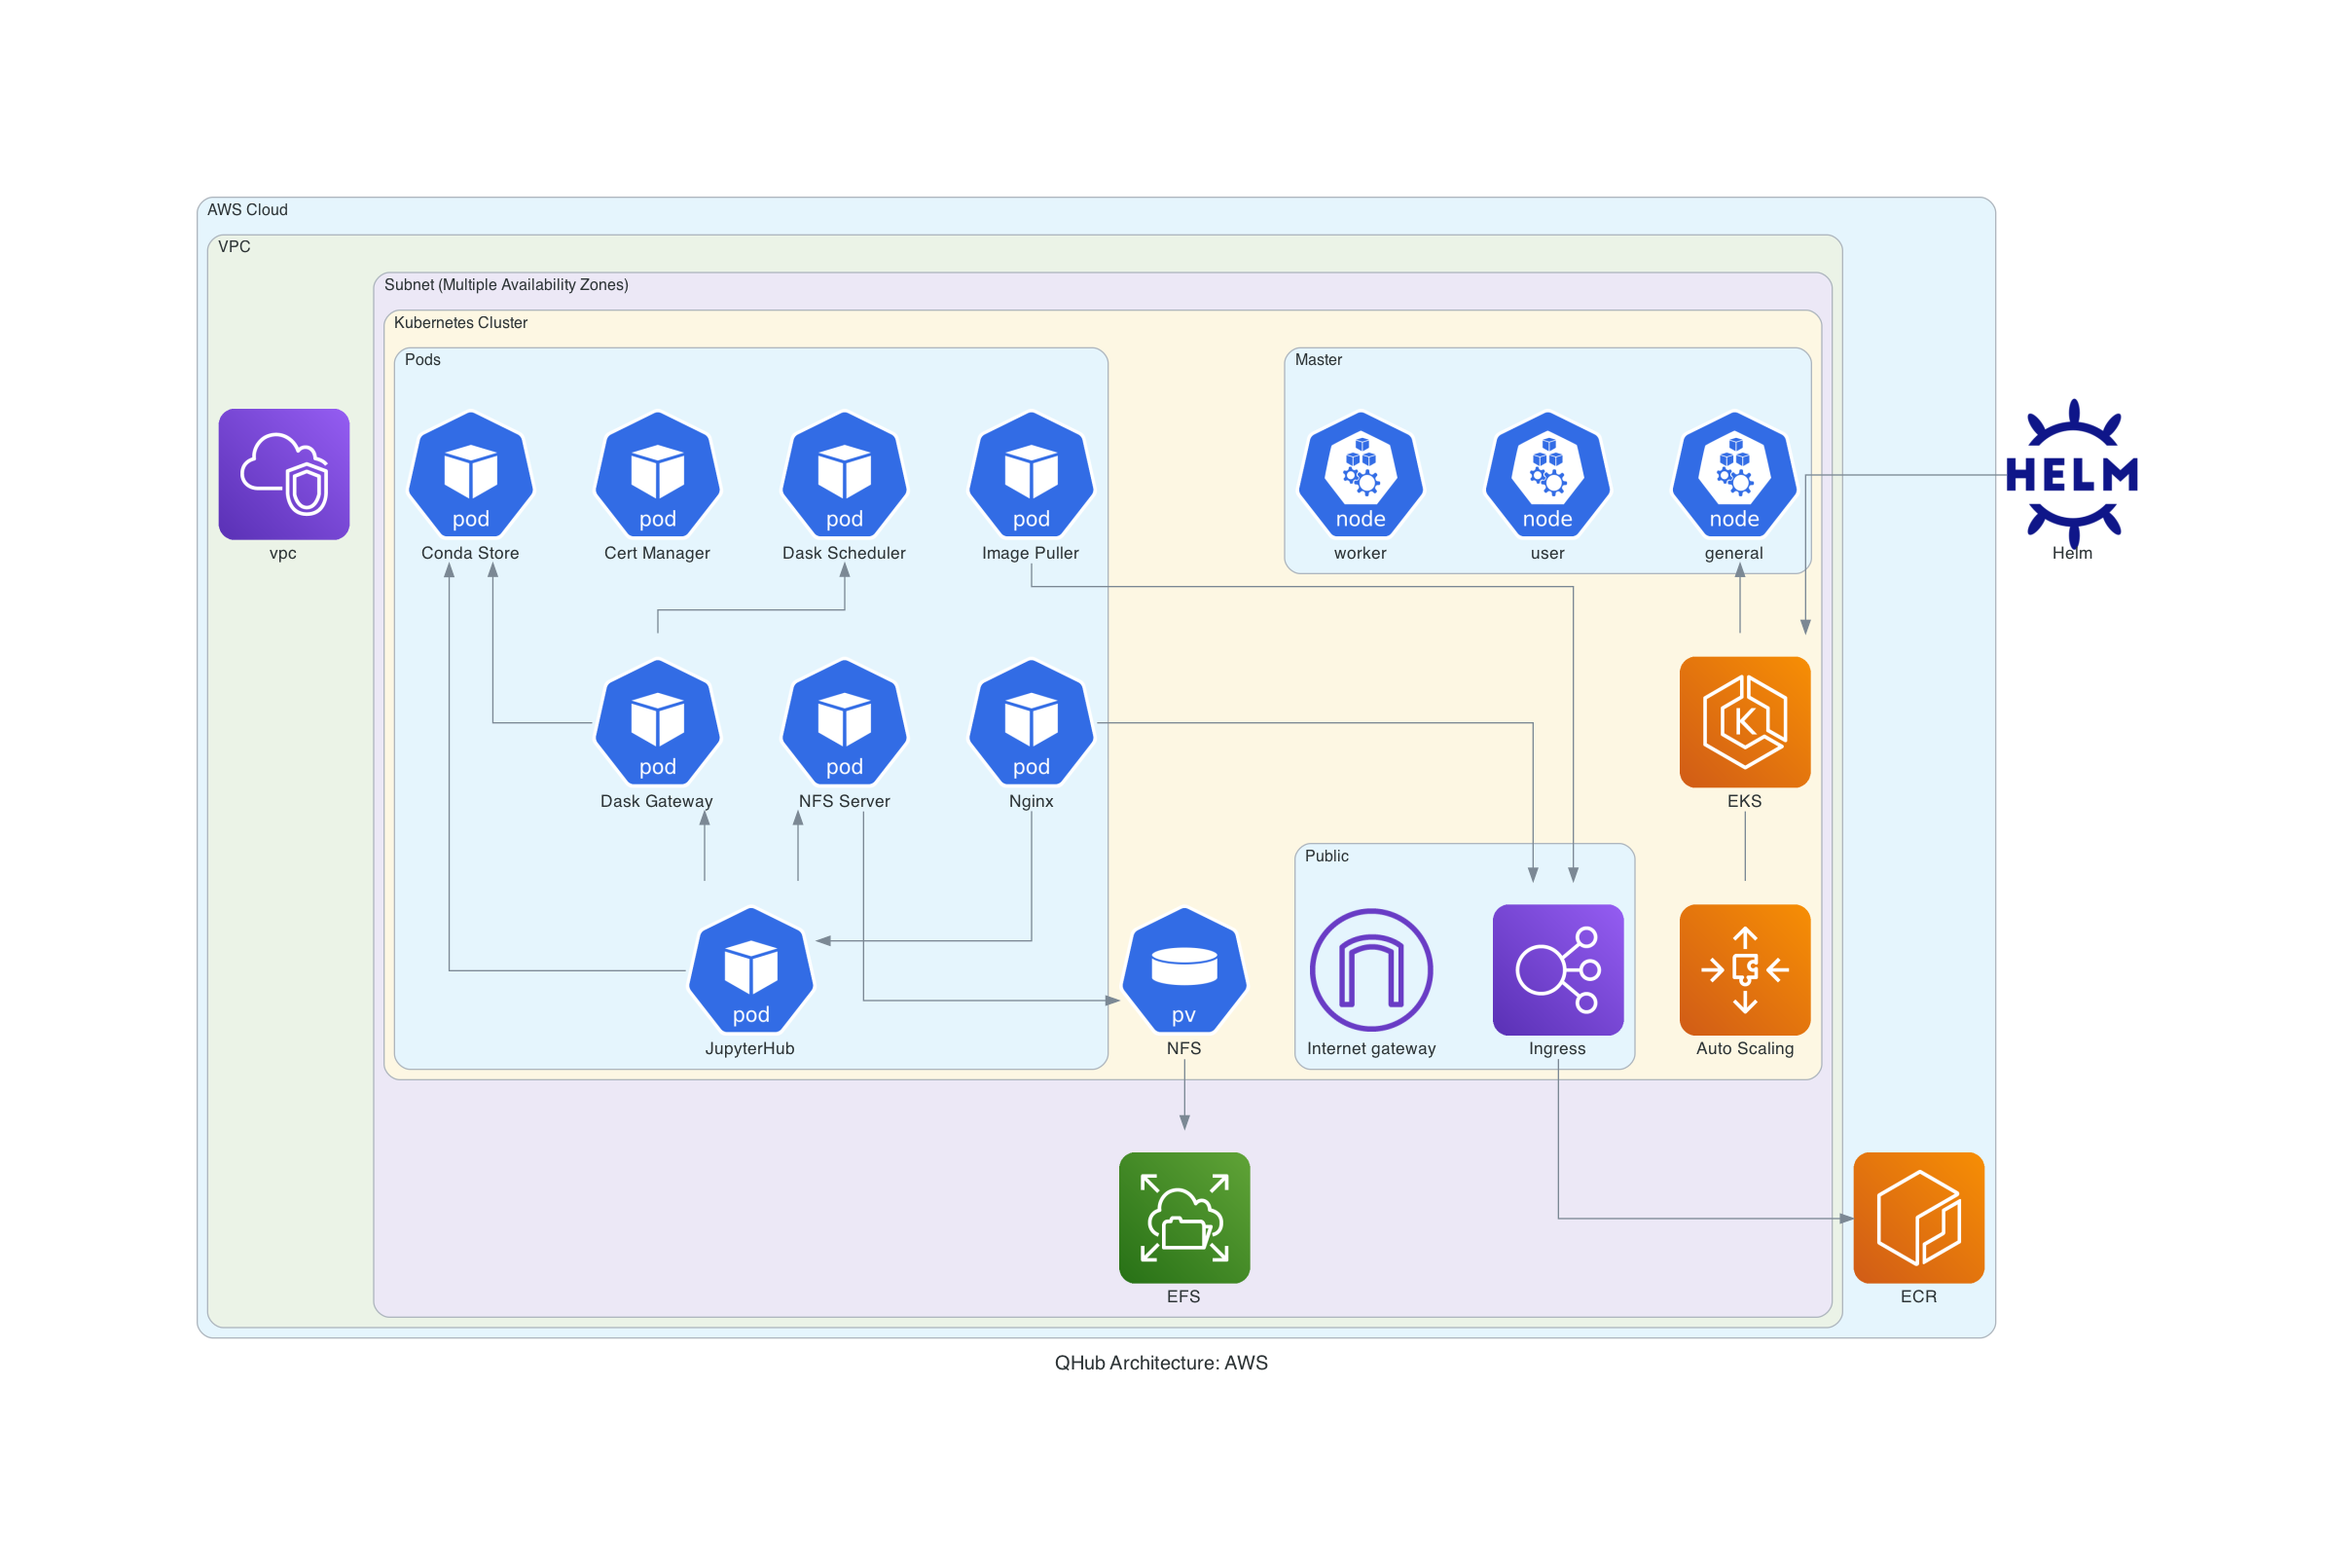 AWS Cloud
VPC
Subnet (Multiple Availability Zones)
Kubernetes Cluster
Pods
Master
pod
pod
pod
pod
node
node
node
HELM
vpc
Conda Store
Cert Manager
Dask Scheduler
Image Puller
worker
user
general
Helm
pod
pod
pod
K
Dask Gateway
NFS Server
Nginx
EKS
Public
pod
pv
JupyterHub
NFS
Internet gateway
Ingress
Auto Scaling
EFS
ECR
QHub Architecture: AWS